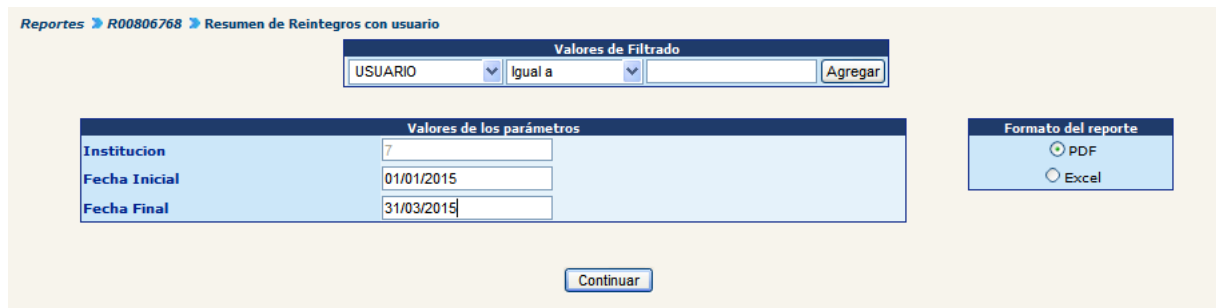 Reportes R00806768 Resumen de Reintegros con usuario
Valores de Filtrado
USUARIO Igual a Agregar
Valores de los parámetros
Institucion 7
Fecha Inicial 01/01/2015
Fecha Final 31/03/2015
Formato del reporte
PDF
Excel
Continuar